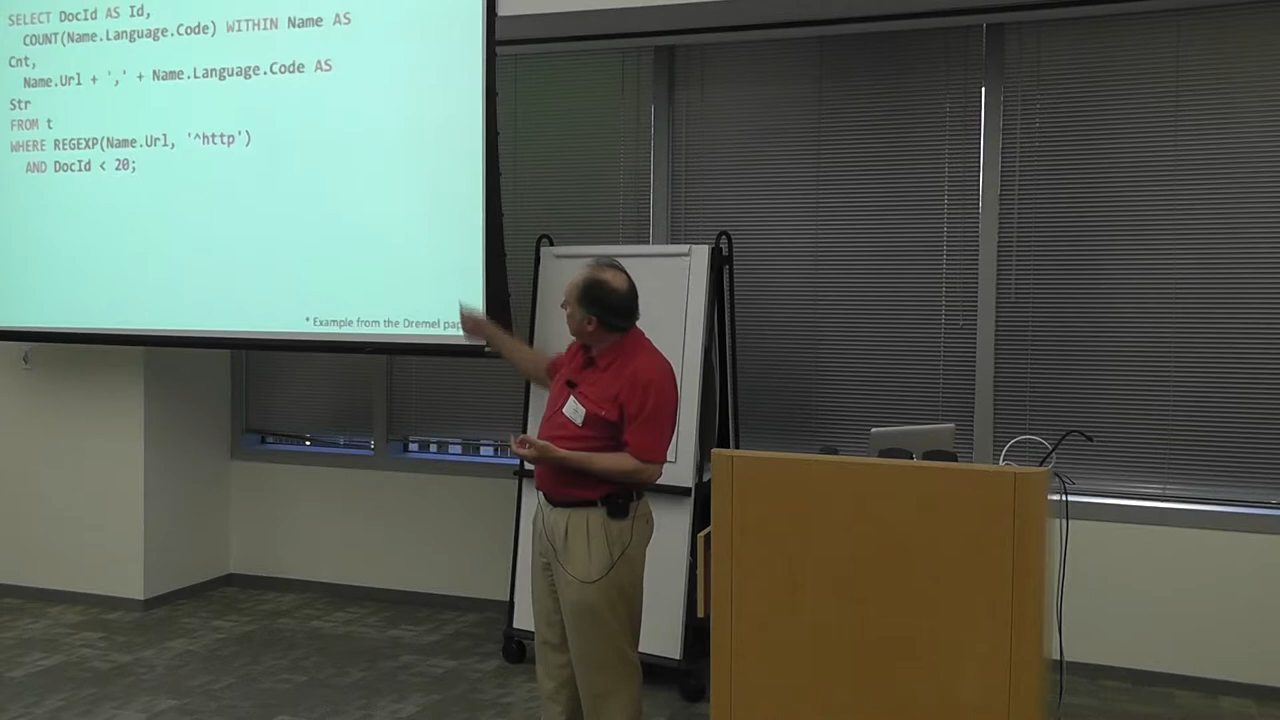 SELECT DocId AS Id,
COUNT(Name.Language.Code) WITHIN Name AS
Cnt,
Name.Url + ',' + Name.Language.Code AS
Str
FROM t
WHERE REGEXP(Name.Url, '^http')
AND DocId < 20;
* Example from the Dremel pap